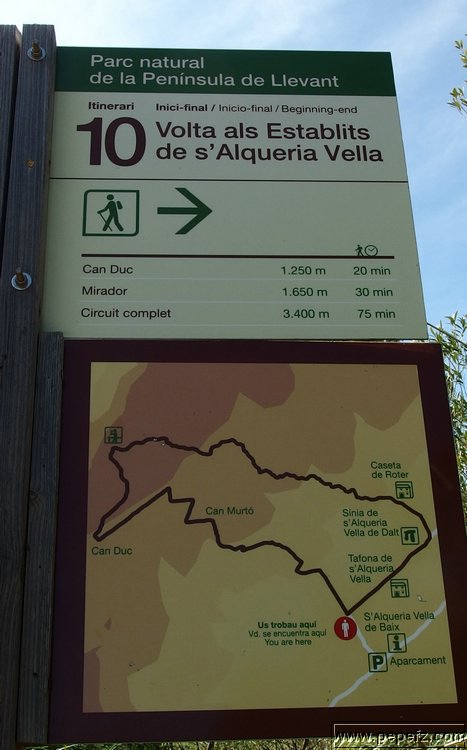 Parc natural
de la Península de Llevant
Itinerari Inici-final / Inicio-final / Beginning-end
10 Volta als Establits
de s'Alqueria Vella
Can Duc 1.250 m 20 min
Mirador 1.650 m 30 min
Circuit complet 3.400 m 75 min
Caseta
de Roter
Can Murtó
Sínia de
s'Alqueria
Vella de Dalt
Can Duc
Tafona de
s'Alqueria
Vella
Us trobau aquí
Vd. se encuentra aquí
You are here
S'Alqueria Vella
de Baix
i
P Aparcament
www.pepefz.com